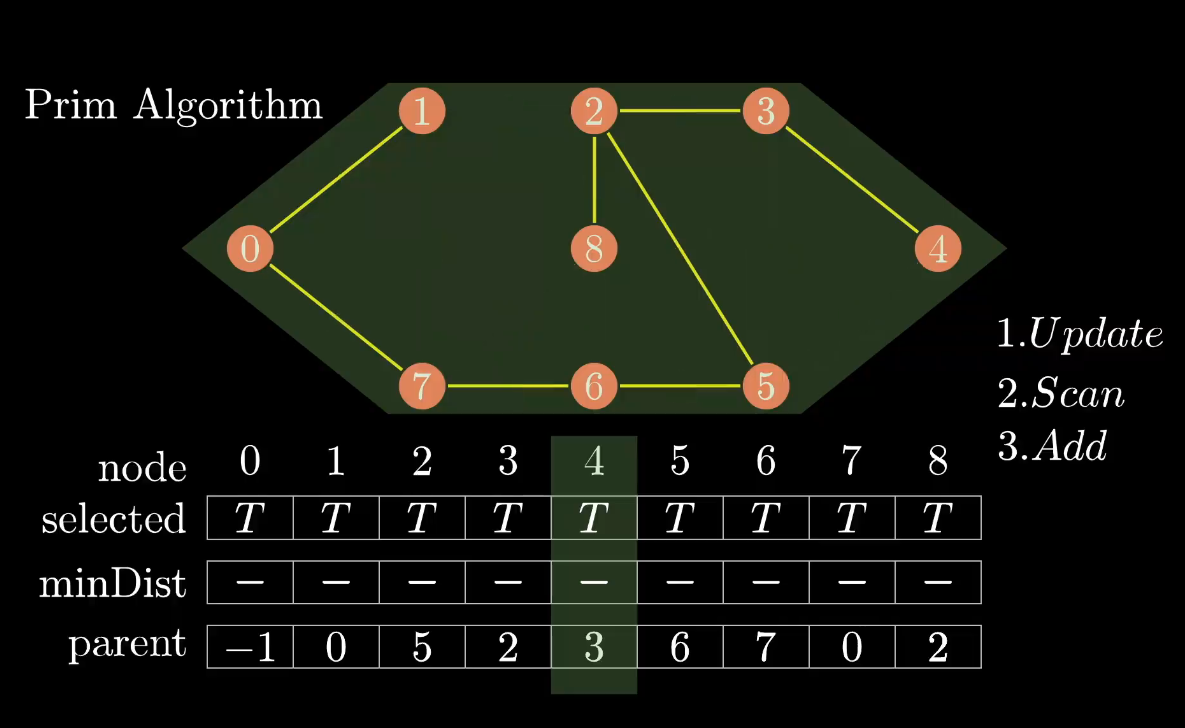 Prim Algorithm
1 2 3
0 8 4
7 6 5
1.Update
2.Scan
3.Add
node 0 1 2 3 4 5 6 7 8
selected T T T T T T T T T
minDist − − − − − − − − −
parent −1 0 5 2 3 6 7 0 2